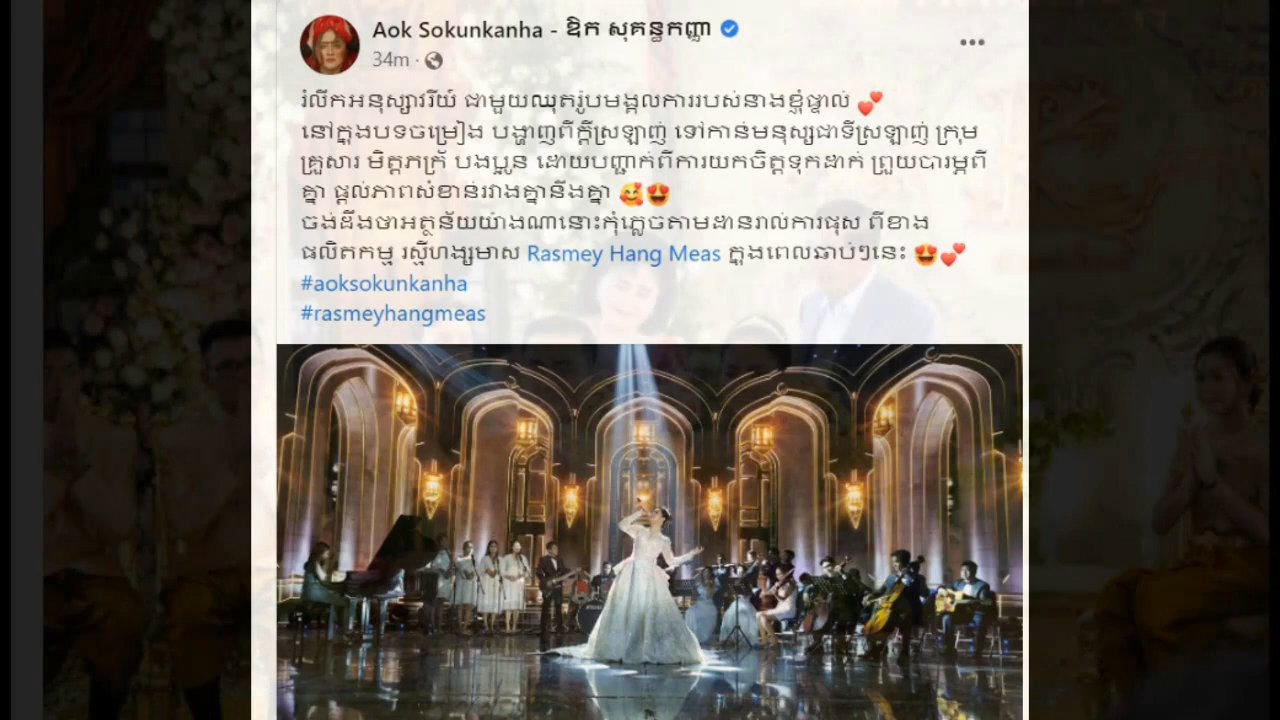 Aok Sokunkanha - ឱក សុគន្ធកញ្ញា
34m ·
រំលឹកអនុស្សាវរីយ៍ ជាមួយឈុតរ៉ូបមង្គលការរបស់នាងខ្ញុំផ្ទាល់ 💕
នៅក្នុងបទចម្រៀង បង្ហាញពីក្តីស្រឡាញ់ ទៅកាន់មនុស្សជាទីស្រឡាញ់ ក្រុម
គ្រួសារ មិត្តភក្រ័ បងប្អូន ដោយបញ្ជាក់ពីការយកចិត្តទុកដាក់ ព្រួយបារម្ភពី
គ្នា ផ្តល់ភាពសំខាន់រវាងគ្នានឹងគ្នា 🥰😍
ចង់ដឹងថាអត្ថន័យយ៉ាងណានោះកុំភ្លេចតាមដានរាល់ការផុស ពីខាង
ផលិតកម្ម រស្មីហង្សមាស Rasmey Hang Meas ក្នុងពេលឆាប់ៗនេះ 😍💕
#aoksokunkanha
#rasmeyhangmeas